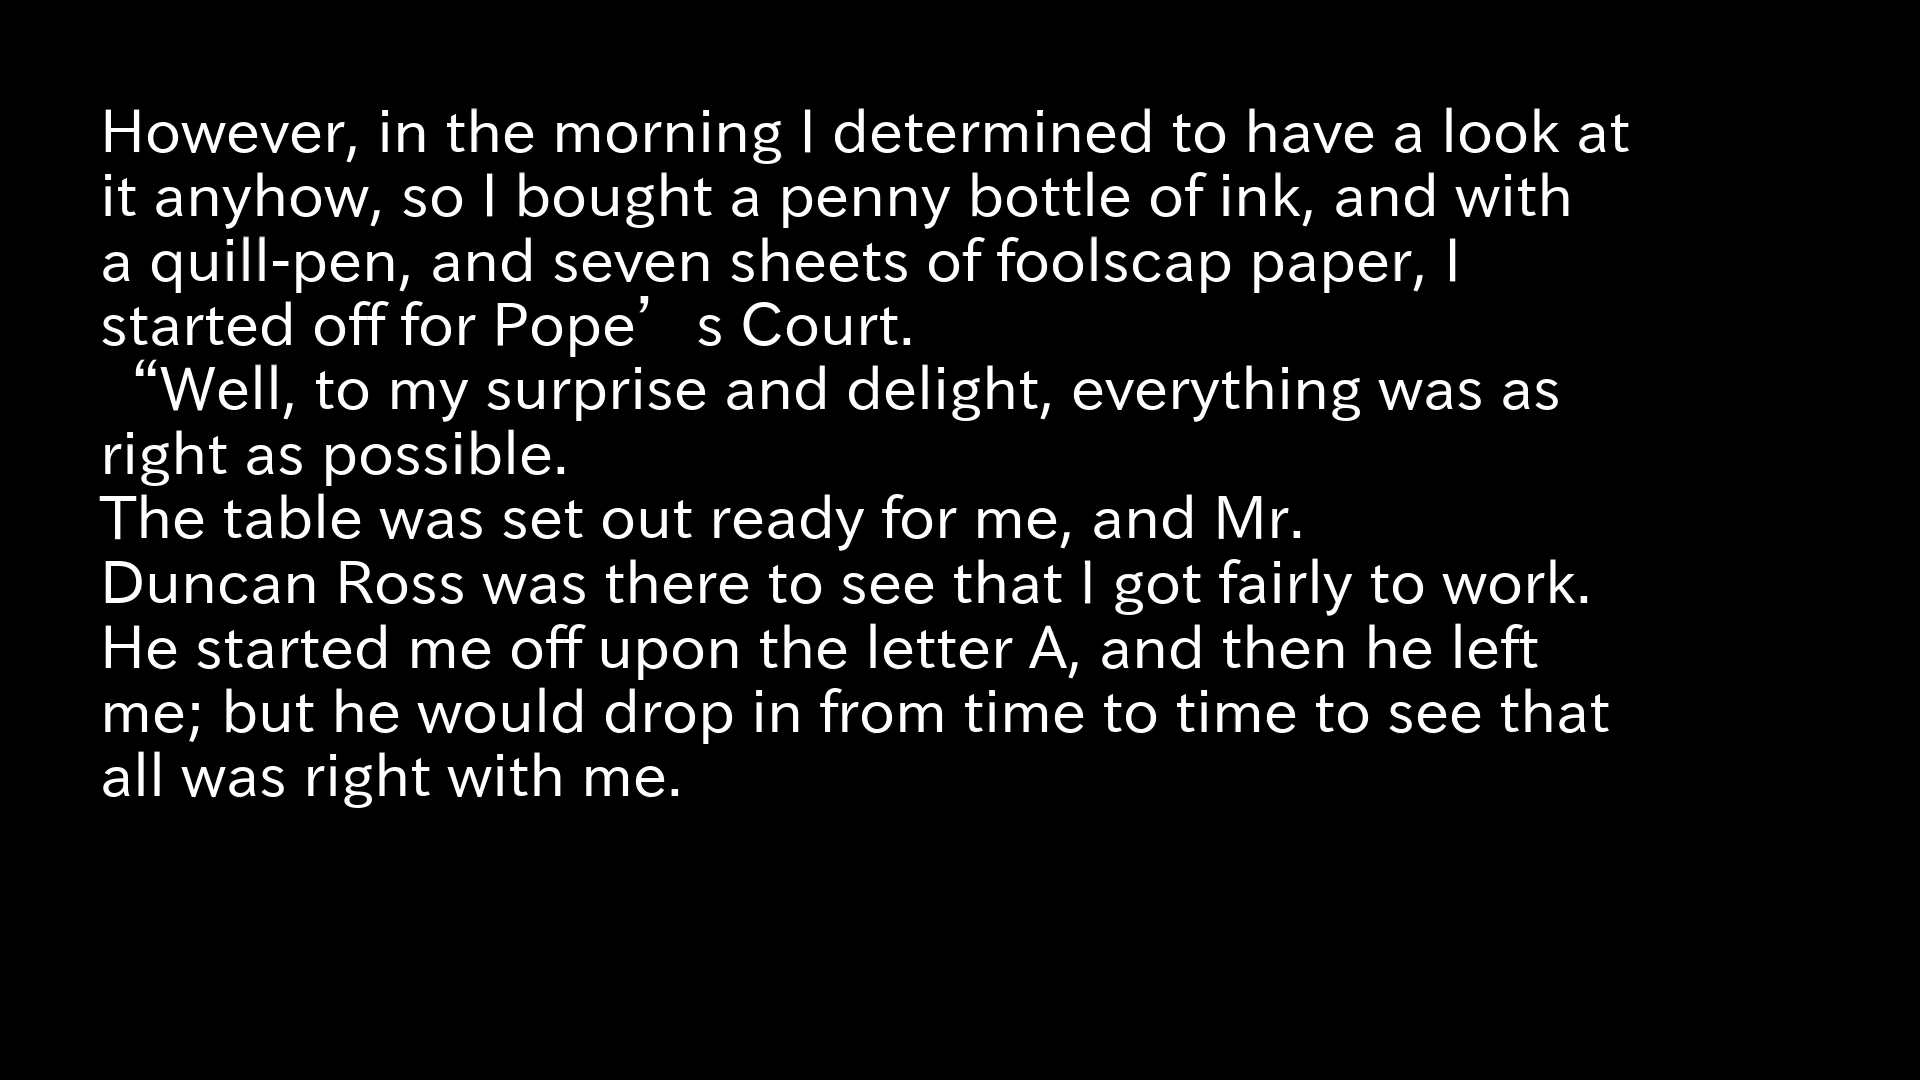 However, in the morning I determined to have a look at
it anyhow, so I bought a penny bottle of ink, and with
a quill-pen, and seven sheets of foolscap paper, I
started off for Pope’s Court.
“Well, to my surprise and delight, everything was as
right as possible.
The table was set out ready for me, and Mr.
Duncan Ross was there to see that I got fairly to work.
He started me off upon the letter A, and then he left
me; but he would drop in from time to time to see that
all was right with me.